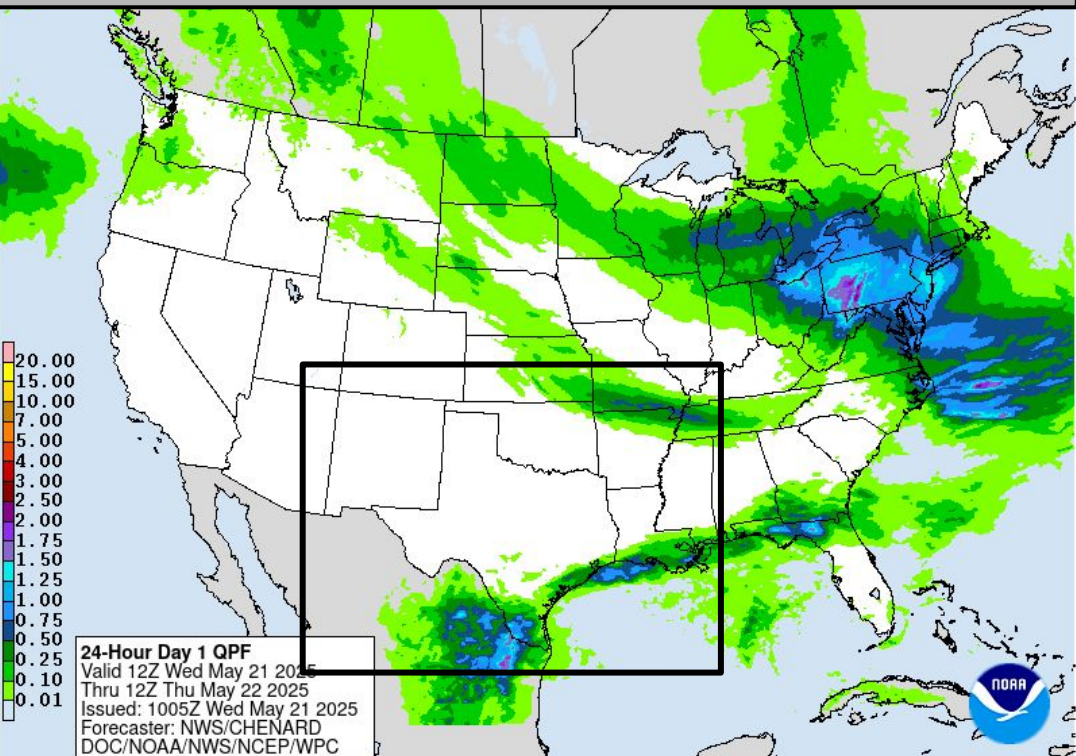 20.00
15.00
10.00
7.00
5.00
4.00
3.00
2.50
2.00
1.75
1.50
1.25
1.00
0.75
0.50
0.25
0.10
0.01
24-Hour Day 1 QPF
Valid 12Z Wed May 21 2025
Thru 12Z Thu May 22 2025
Issued: 1005Z Wed May 21 2025
Forecaster: NWS/CHENARD
DOC/NOAA/NWS/NCEP/WPC
NOAA